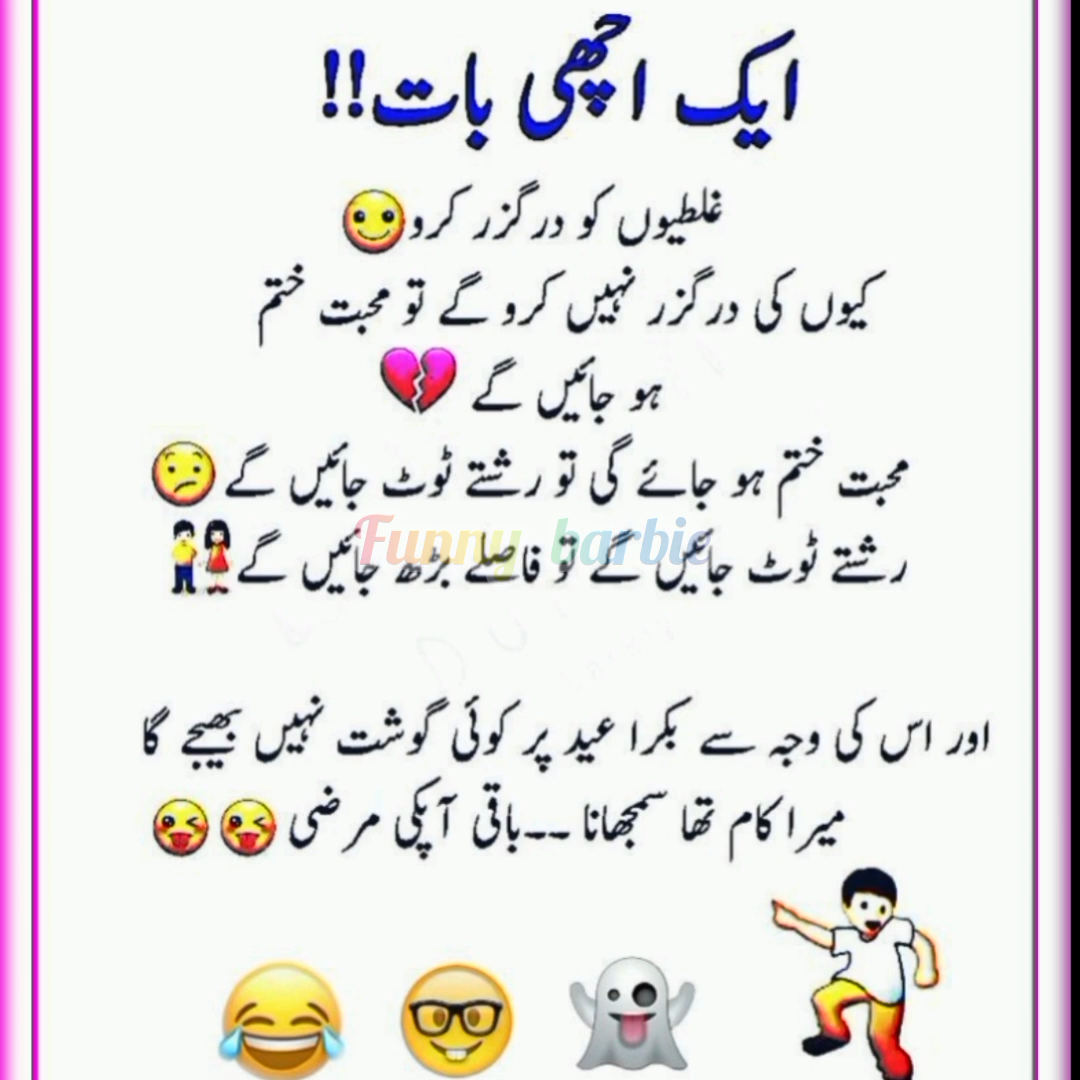 ایک اچھی بات!!
غلطیوں کو درگزر کرو🙂
کیوں کی درگزر نہیں کرو گے تو محبت ختم
ہو جائیں گے 💔
محبت ختم ہو جائے گی تو رشتے ٹوٹ جائیں گے 😕
رشتے ٹوٹ جائیں گے تو فاصلے بڑھ جائیں گے 👫
Funny barbie
اور اس کی وجہ سے بکرا عید پر کوئی گوشت نہیں بھیجے گا
میرا کام تھا سمجھانا ۔۔باقی آپکی مرضی 😜😜